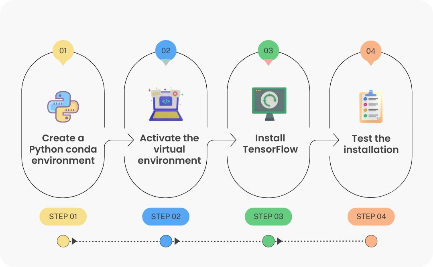 01
02
03
04
Create a
Python conda
environment
Activate the
virtual
environment
Install
TensorFlow
Test the
installation
STEP 01
STEP 02
STEP 03
STEP 04